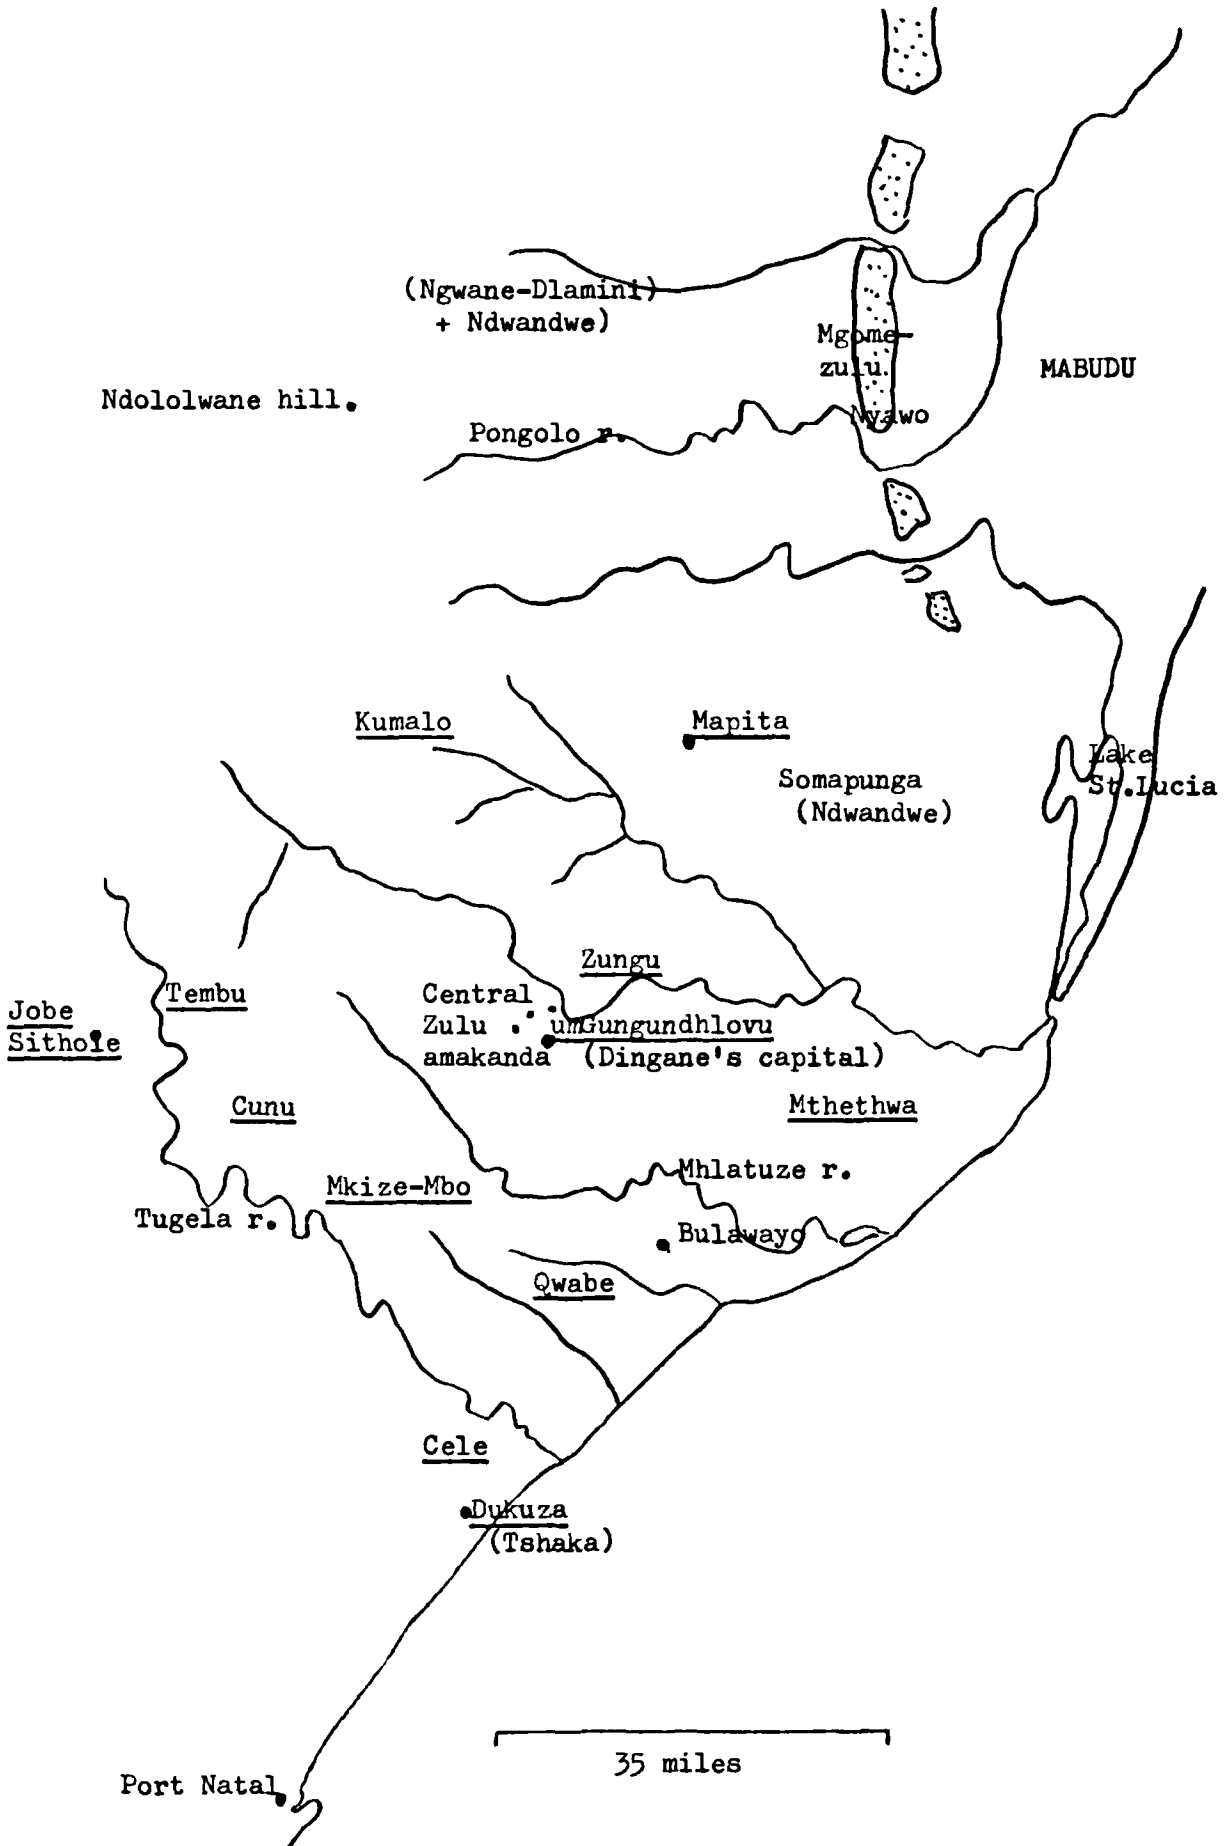 (Ngwane-Dlamini)
+ Ndwandwe)
Mgome-
zulu.
MABUDU
Ndololwane hill.
Nyawo
Pongolo r.
Kumalo
Mapita
Lake
St.Lucia
Somapunga
(Ndwandwe)
Zungu
Tembu
Central
Zulu
amakanda
umGungundhlovu
(Dingane's capital)
Jobe
Sithole
Cunu
Mthethwa
Mhlatuze r.
Mkize-Mbo
Tugela r.
Bulawayo
Qwabe
Cele
Dukuza
(Tshaka)
35 miles
Port Natal